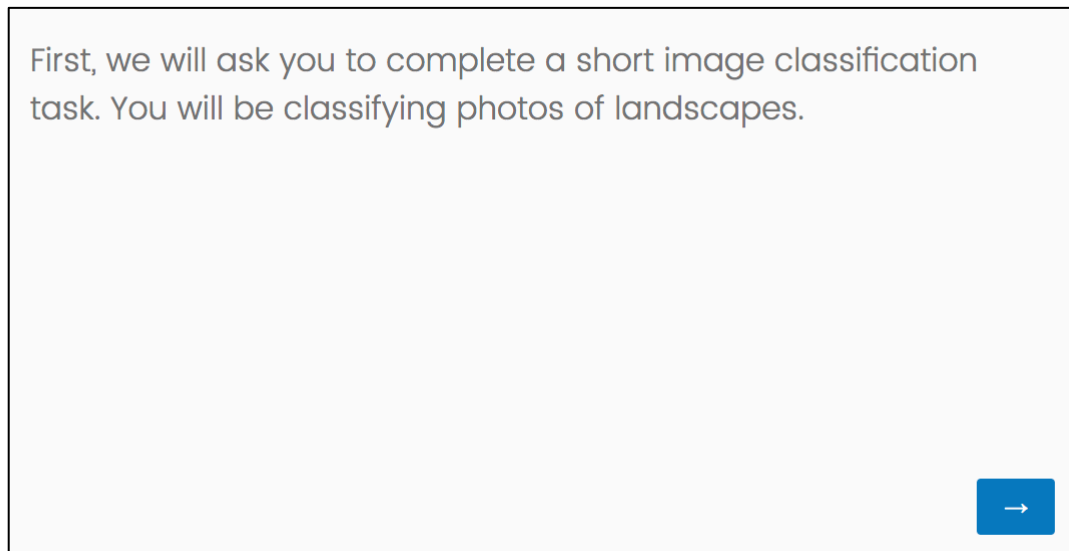 First, we will ask you to complete a short image classification
task. You will be classifying photos of landscapes.
→